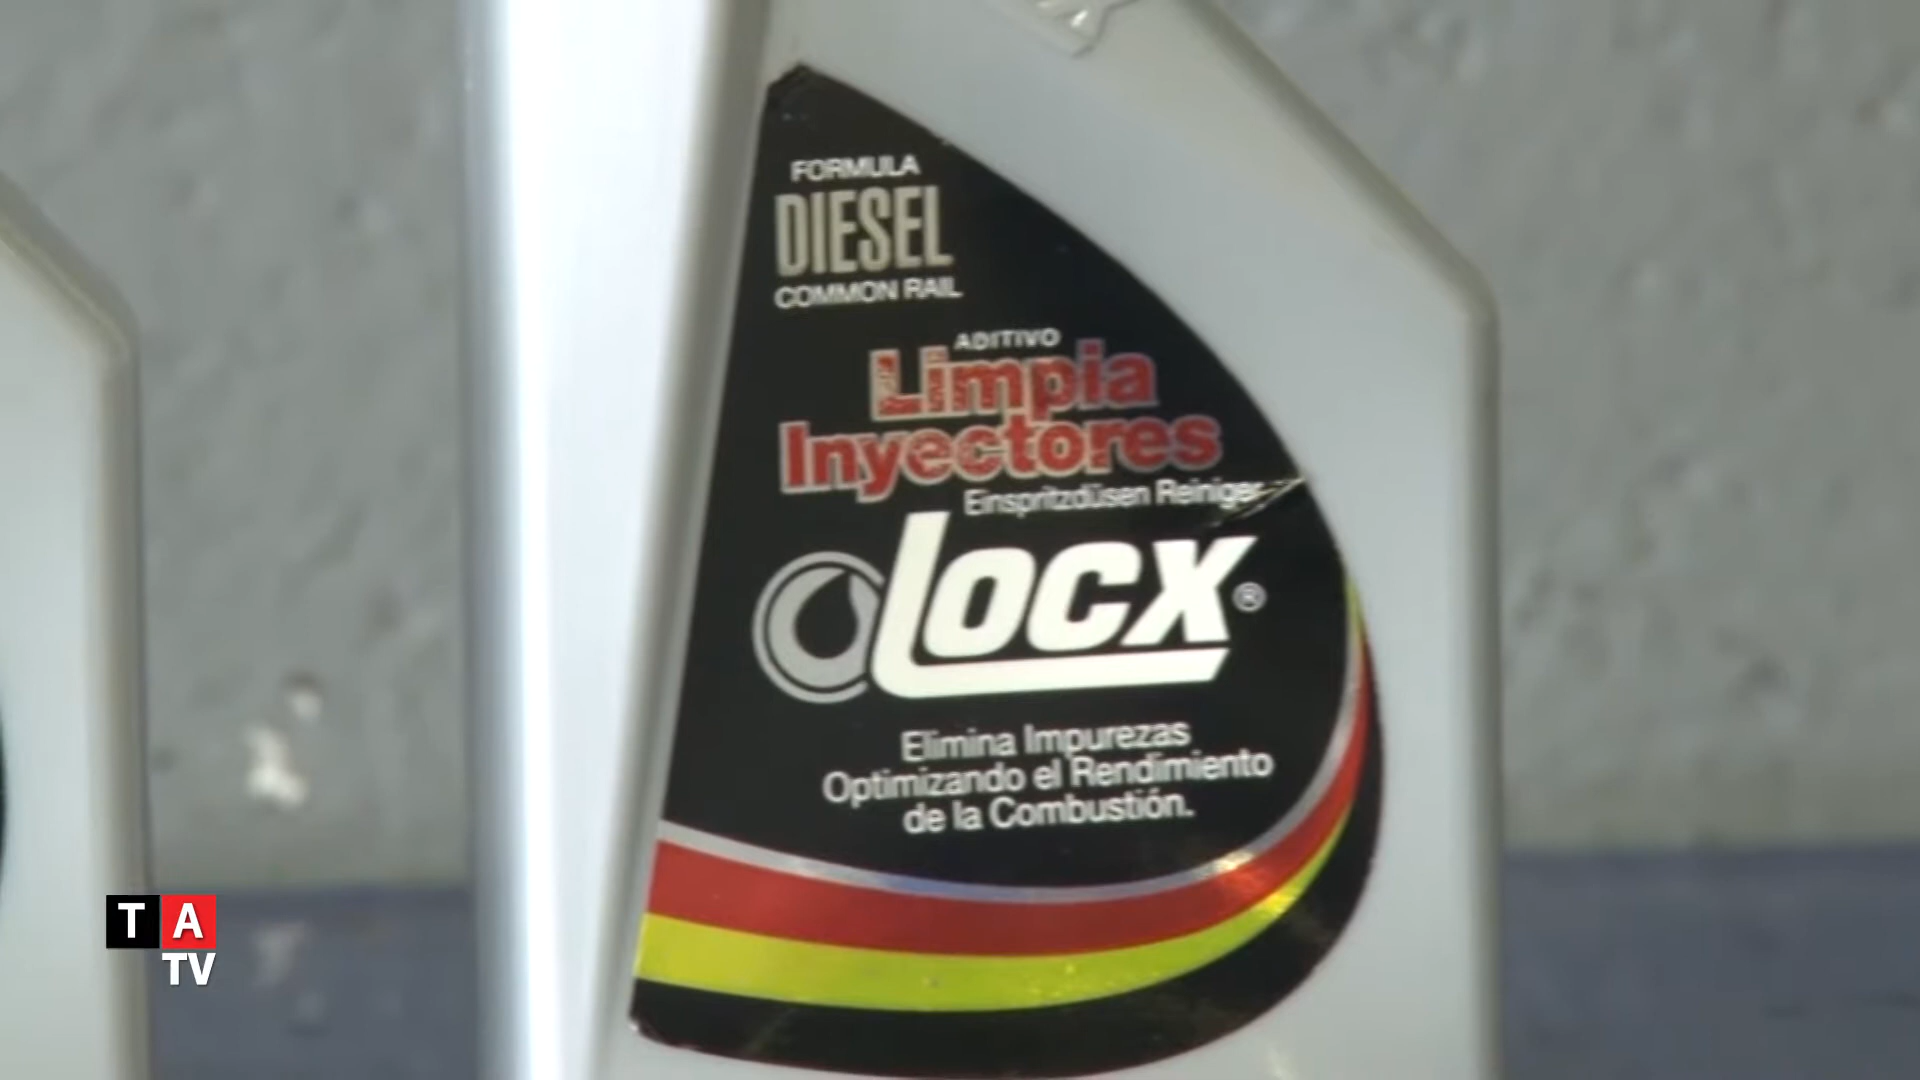 FORMULA
DIESEL
COMMON RAIL
ADITIVO
Limpia
Inyectores
Einspritzdüsen Reiniger
Locx®
Elimina Impurezas
Optimizando el Rendimiento
de la Combustión.
TA
TV